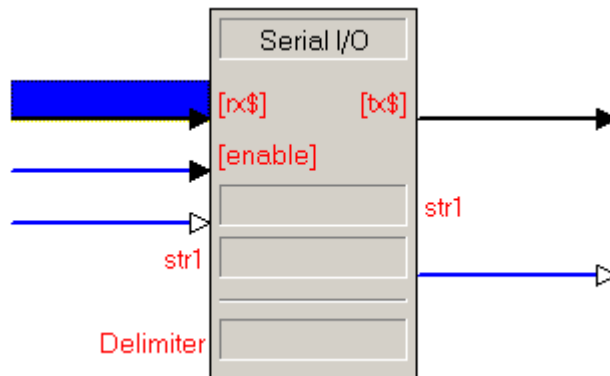 Serial I/O
[rx$] [tx$]
[enable]
str1
str1
Delimiter